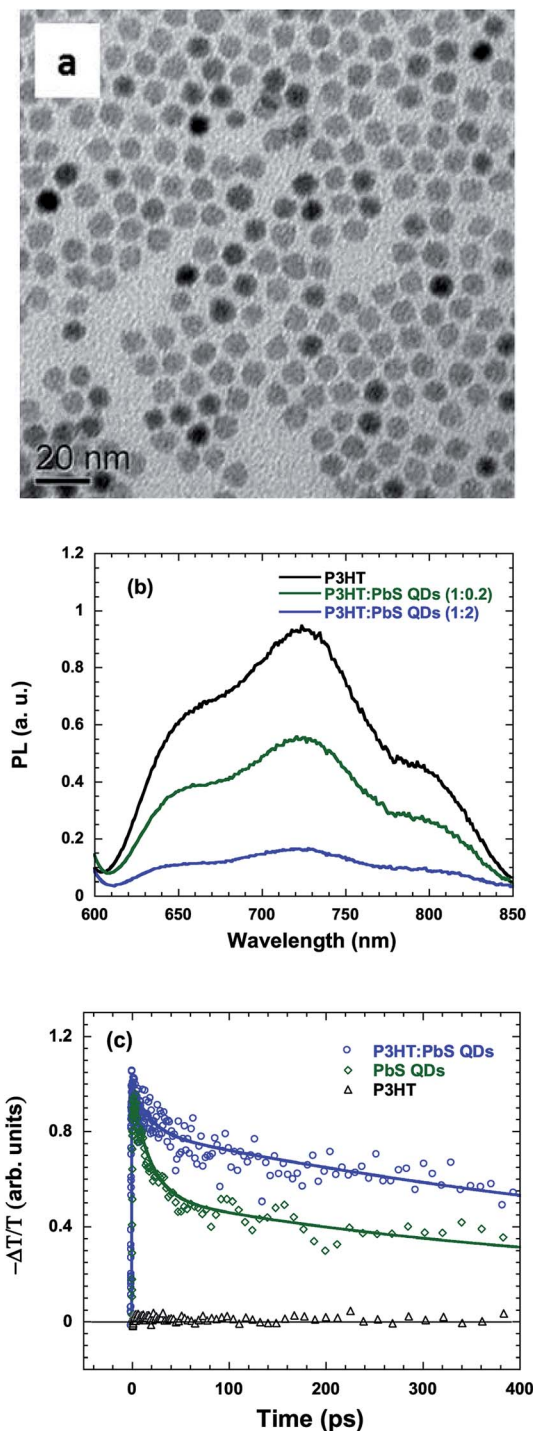 a
20 nm
1.2
(b)
P3HT
P3HT:PbS QDs (1:0.2)
P3HT:PbS QDs (1:2)
1
0.8
0.6
0.4
0.2
0
PL (a. u.)
600 650 700 750 800 850
Wavelength (nm)
(c)
P3HT:PbS QDs
PbS QDs
P3HT
1.2
0.8
0.4
0
−ΔT/T (arb. units)
0 100 200 300 400
Time (ps)